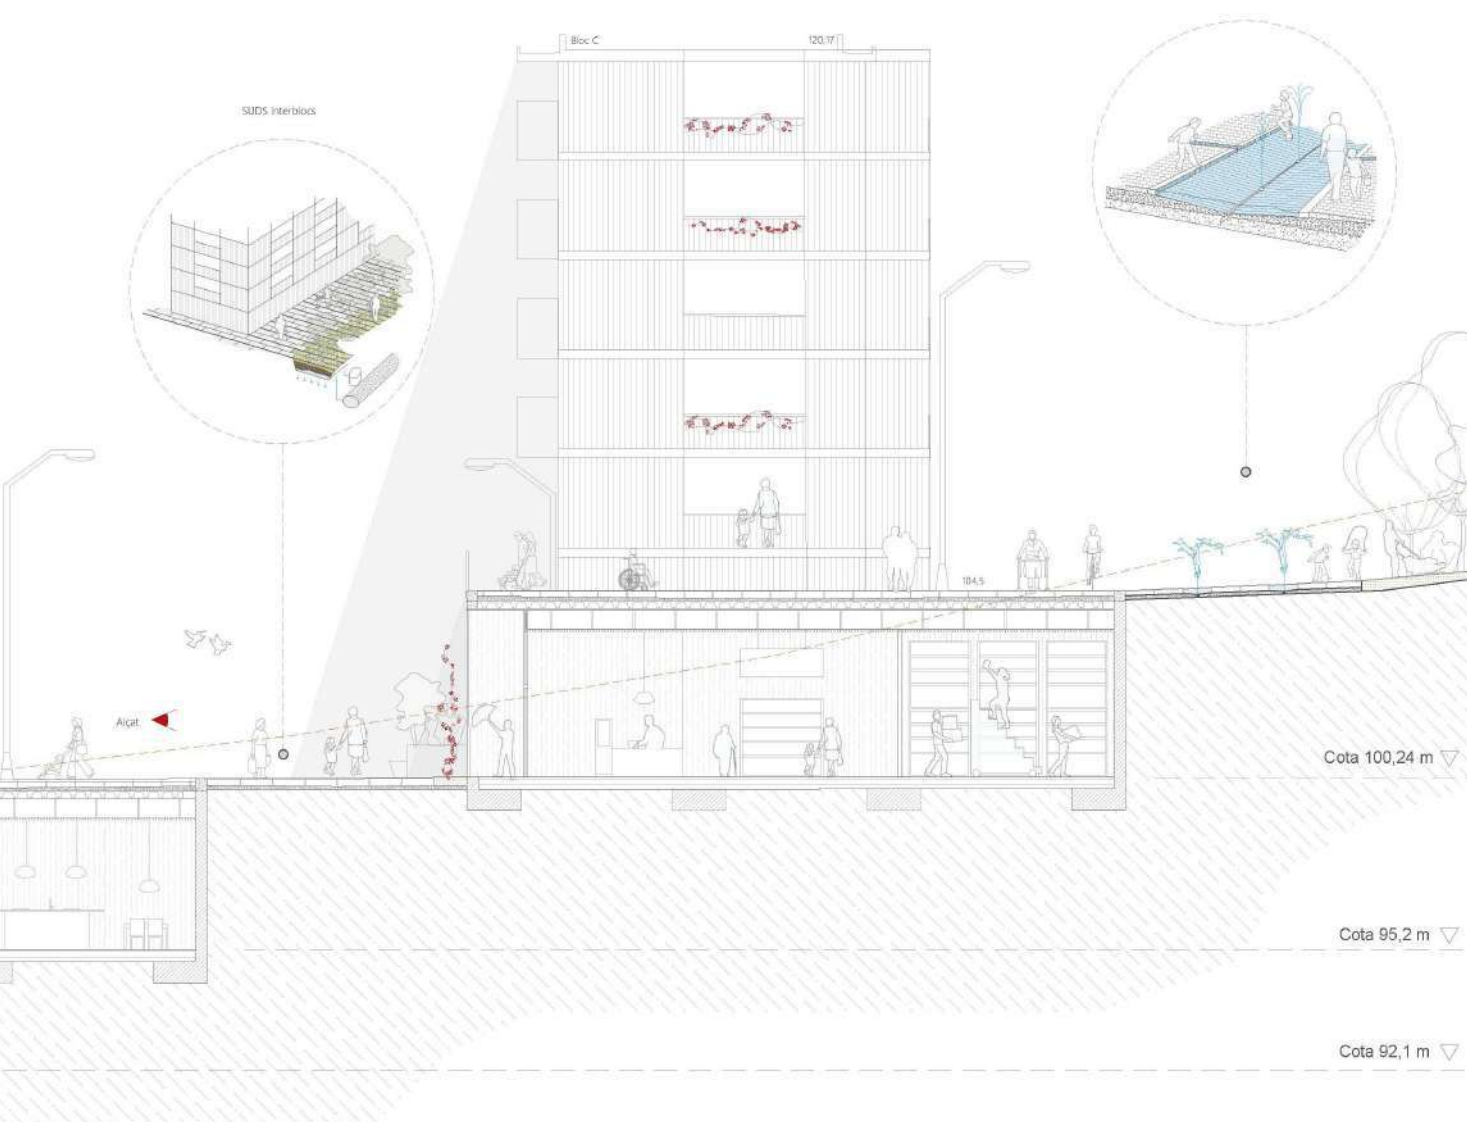 Bloc C
120,17
SUDS interblocs
104,5
Alçat
Cota 100,24 m
Cota 95,2 m
Cota 92,1 m